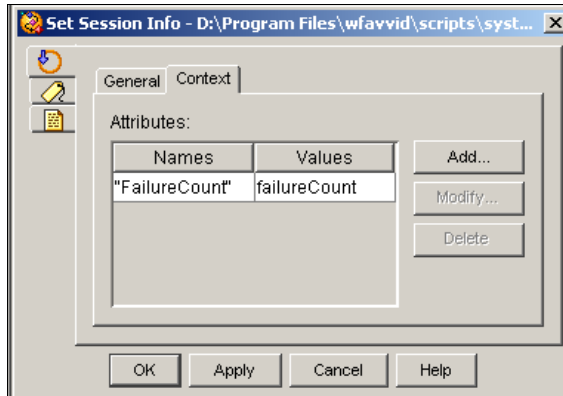 Set Session Info - D:\Program Files\wfavvid\scripts\syst...
General Context
Attributes:
Names Values Add...
"FailureCount" failureCount
Modify...
Delete
OK Apply Cancel Help